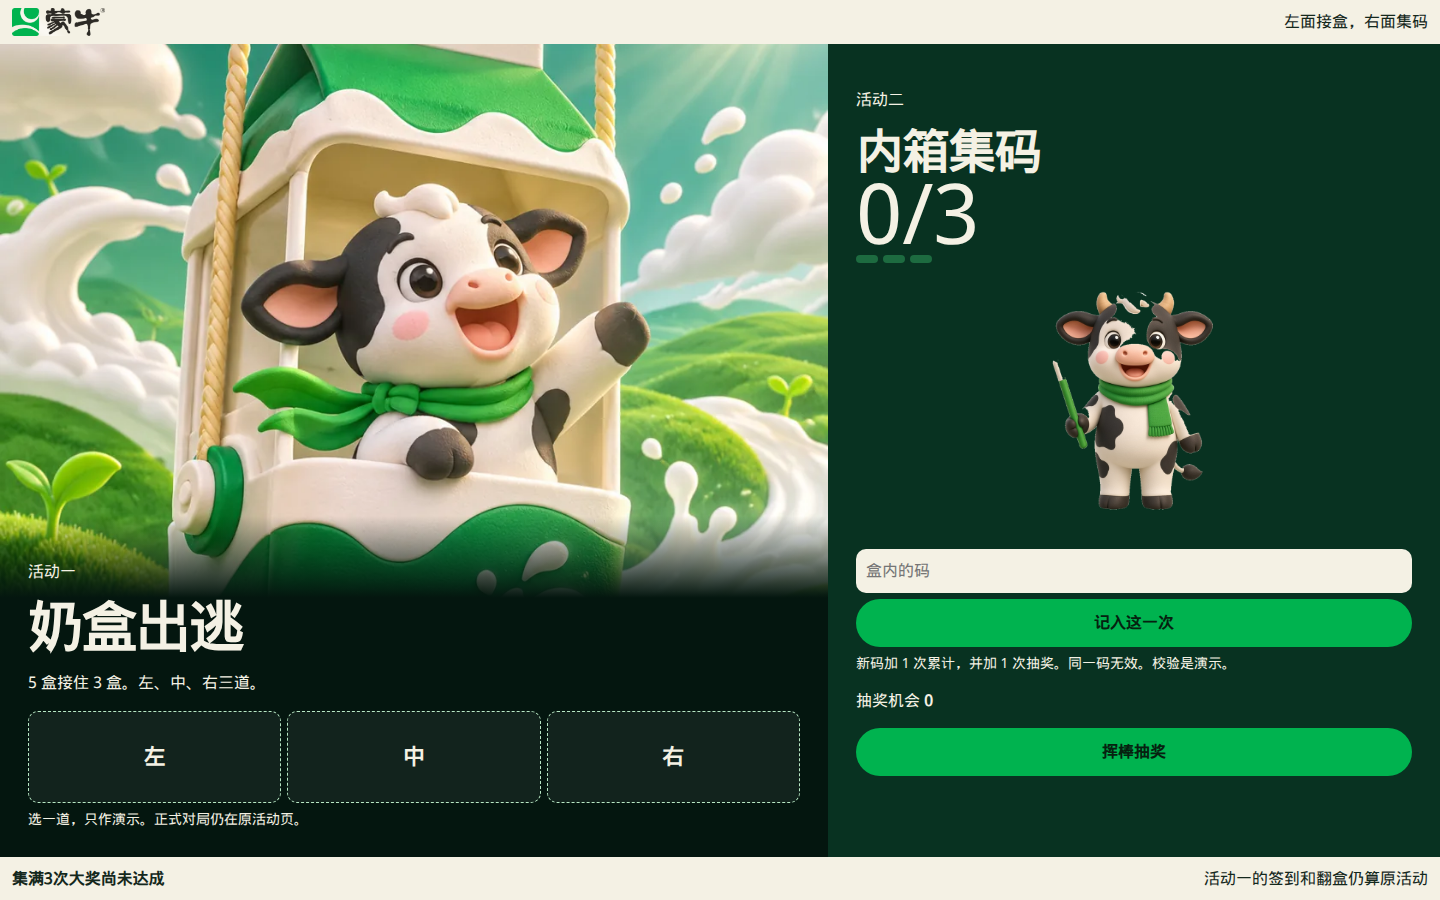 蒙牛®
左面接盒，右面集码
活动一
奶盒出逃
5 盒接住 3 盒。左、中、右三道。
左
中
右
选一道，只作演示。正式对局仍在原活动页。
活动二
内箱集码
0/3
盒内的码
记入这一次
新码加 1 次累计，并加 1 次抽奖。同一码无效。校验是演示。
抽奖机会 0
挥棒抽奖
集满3次大奖尚未达成
活动一的签到和翻盒仍算原活动